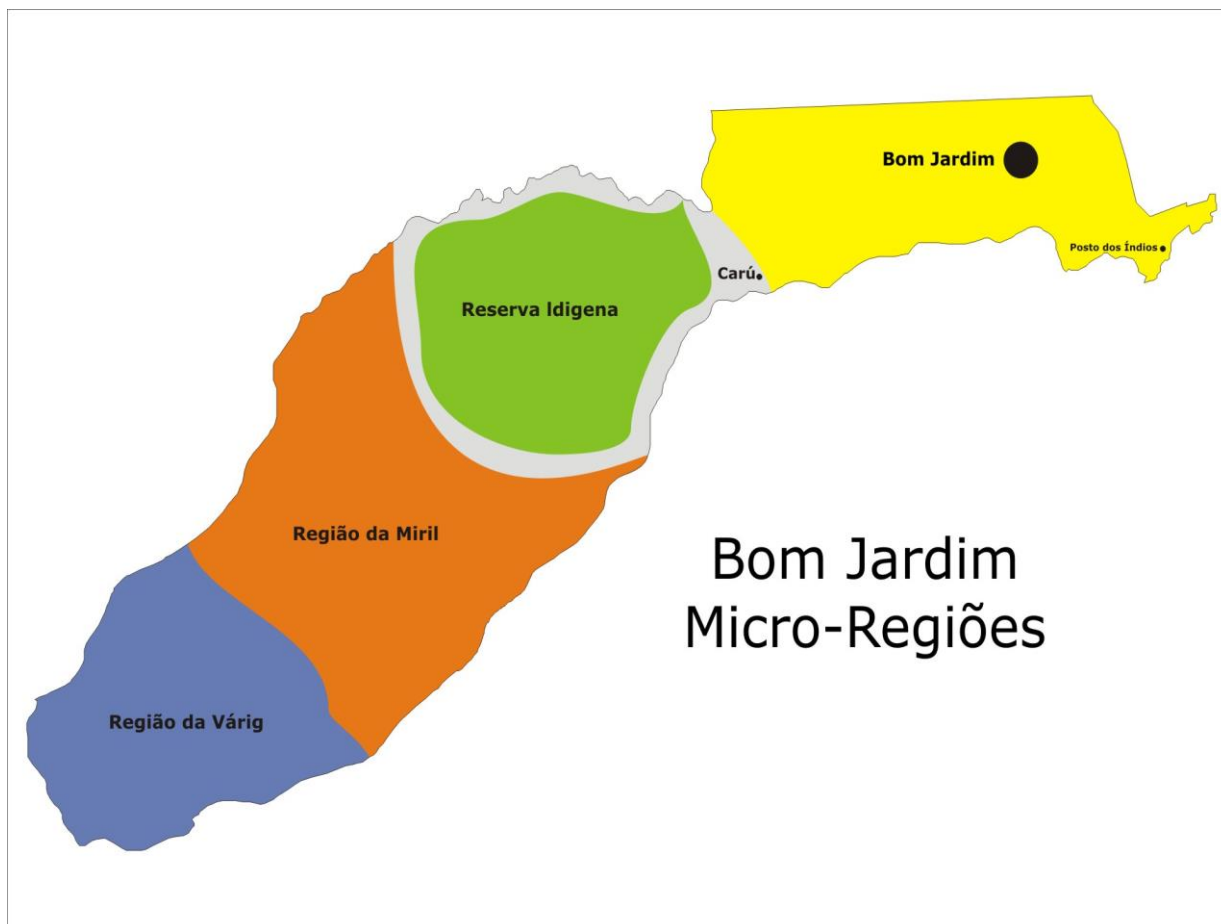 Bom Jardim
Posto dos Índios
Carú
Reserva Idigena
Região da Miril
Bom Jardim
Micro-Regiões
Região da Várig